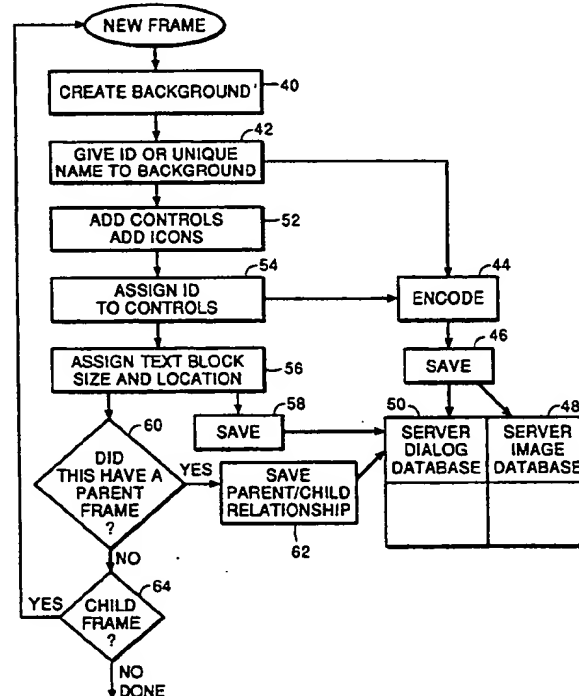 NEW FRAME
CREATE BACKGROUND
40
42
GIVE ID OR UNIQUE
NAME TO BACKGROUND
ADD CONTROLS
ADD ICONS
52
54
ASSIGN ID
TO CONTROLS
44
ENCODE
46
SAVE
ASSIGN TEXT BLOCK
SIZE AND LOCATION
56
58
SAVE
50
SERVER
DIALOG
DATABASE
48
SERVER
IMAGE
DATABASE
60
DID
THIS HAVE A
PARENT
FRAME
?
YES
SAVE
PARENT/CHILD
RELATIONSHIP
62
NO
64
YES
CHILD
FRAME
?
NO
DONE